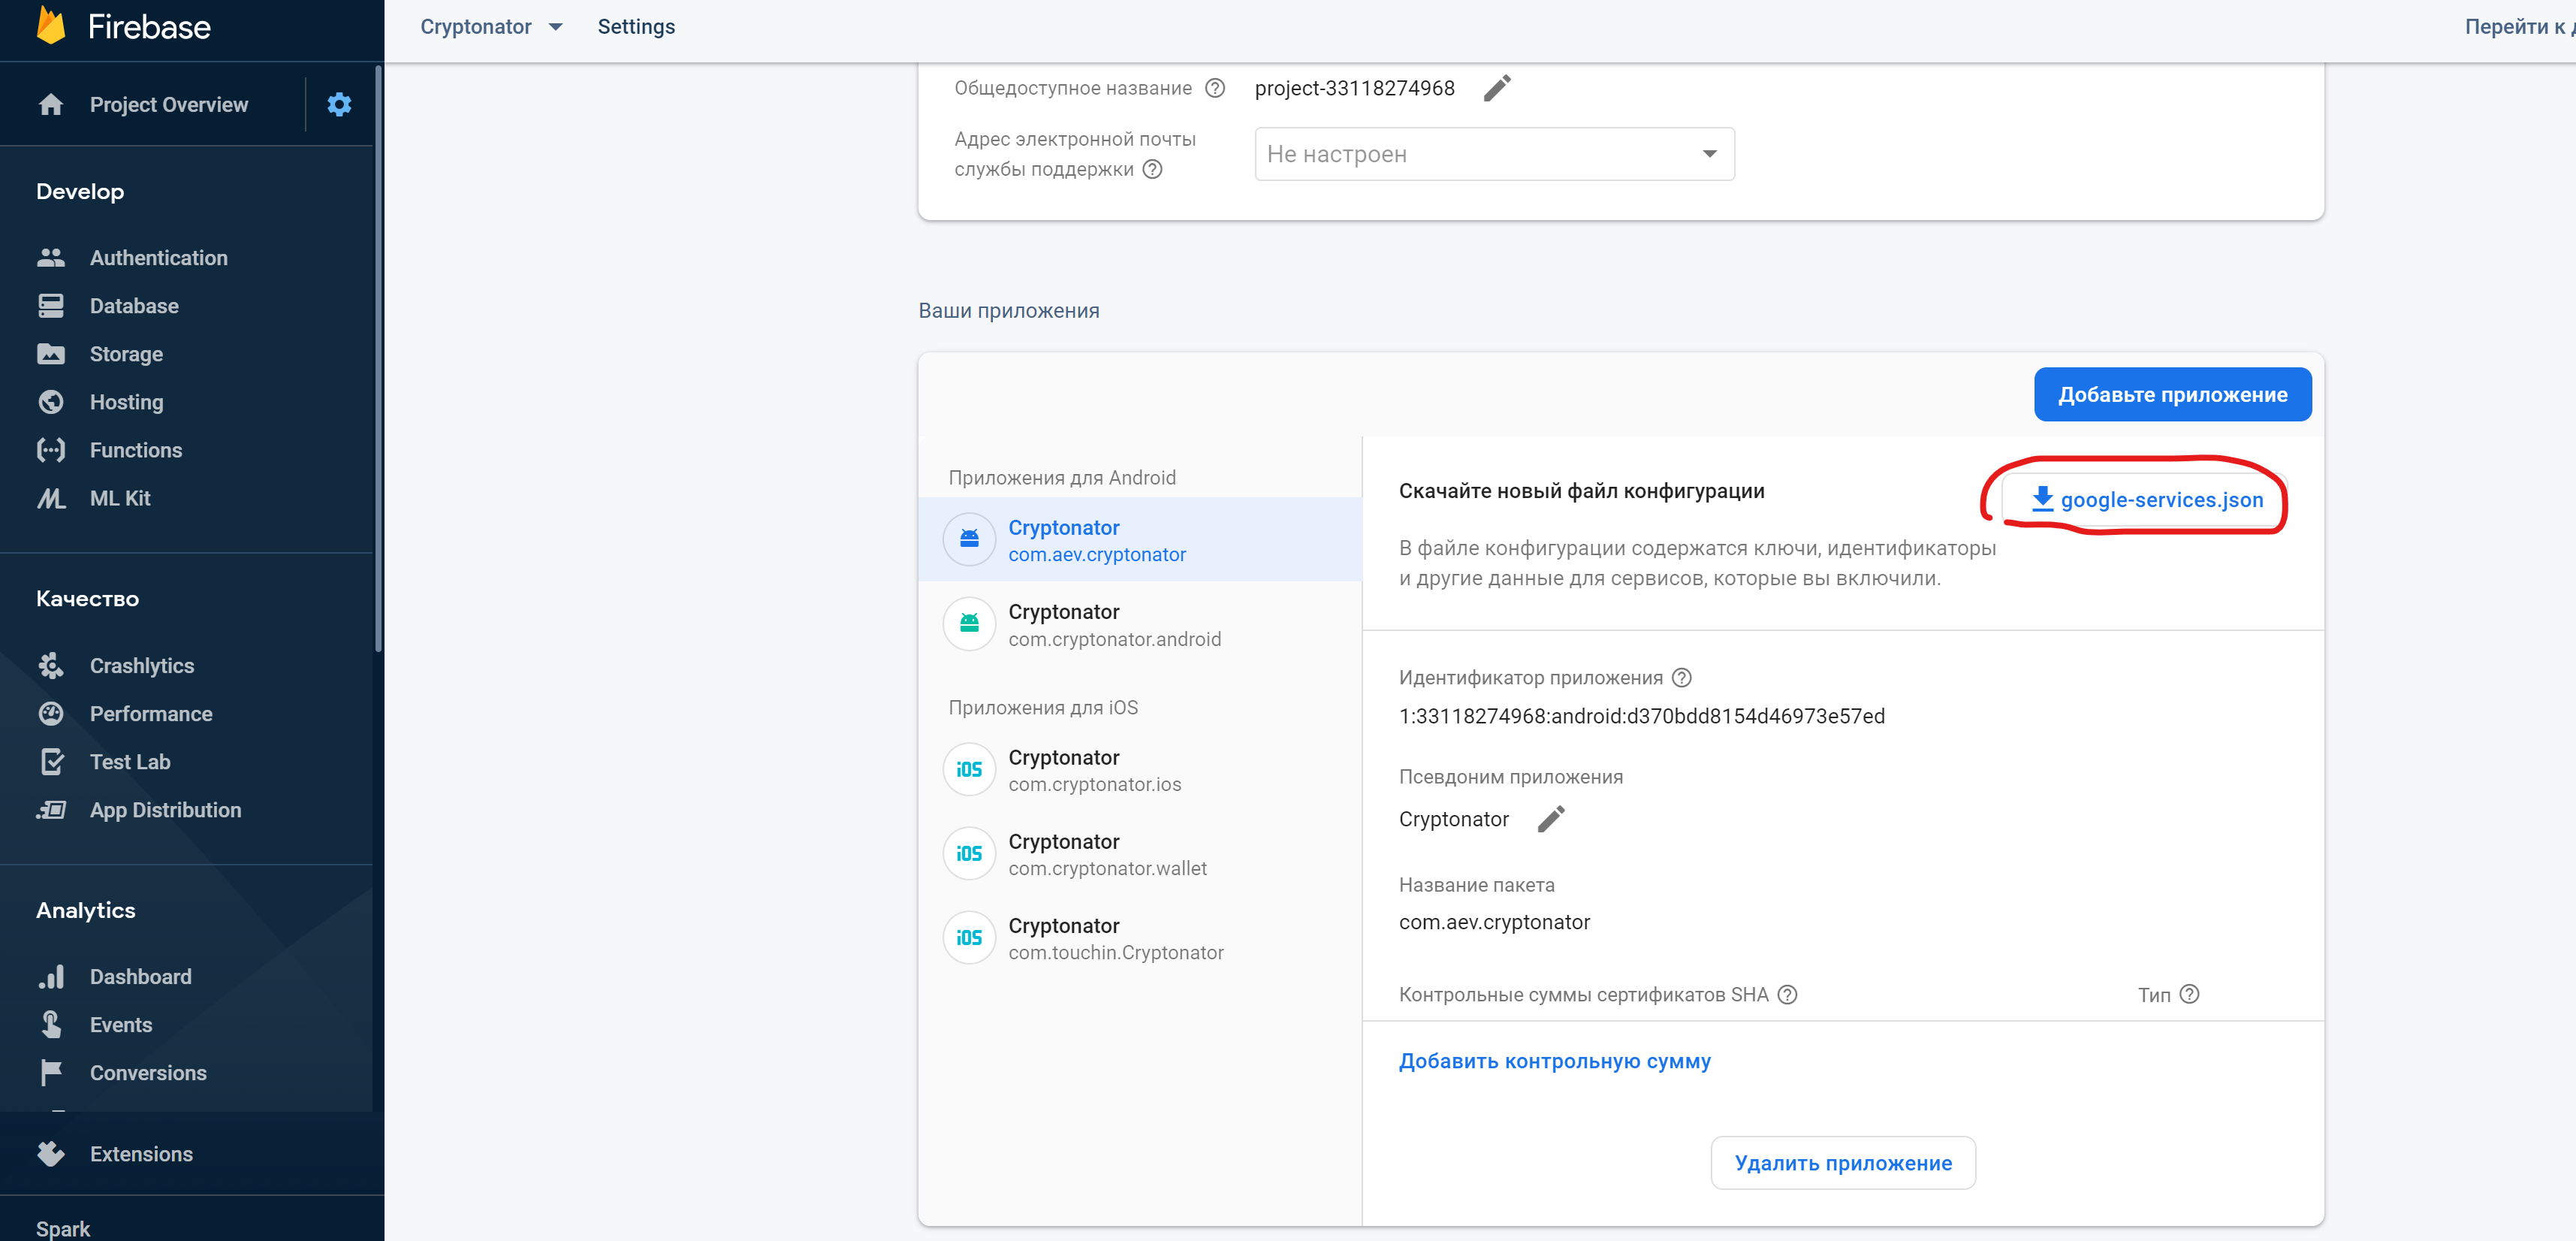 Firebase
Project Overview
Develop
Authentication
Database
Storage
Hosting
Functions
ML Kit
Качество
Crashlytics
Performance
Test Lab
App Distribution
Analytics
Dashboard
Events
Conversions
Extensions
Spark
Cryptonator
Settings
Перейти к
Общедоступное название
project-33118274968
Адрес электронной почты
службы поддержки
Не настроен
Ваши приложения
Добавьте приложение
Приложения для Android
Cryptonator
com.aev.cryptonator
Cryptonator
com.cryptonator.android
Приложения для iOS
iOS
Cryptonator
com.cryptonator.ios
iOS
Cryptonator
com.cryptonator.wallet
iOS
Cryptonator
com.touchin.Cryptonator
Скачайте новый файл конфигурации
google-services.json
В файле конфигурации содержатся ключи, идентификаторы
и другие данные для сервисов, которые вы включили.
Идентификатор приложения
1:33118274968:android:d370bdd8154d46973e57ed
Псевдоним приложения
Cryptonator
Название пакета
com.aev.cryptonator
Контрольные суммы сертификатов SHA
Тип
Добавить контрольную сумму
Удалить приложение